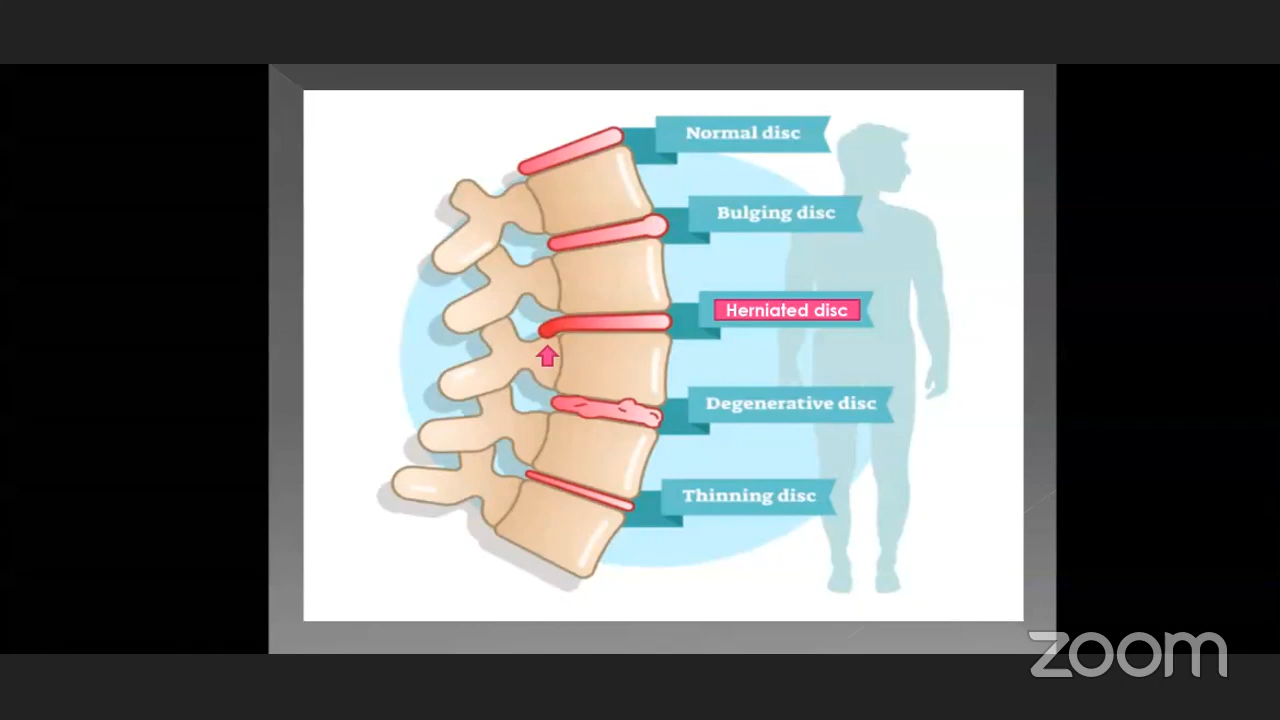 Normal disc
Bulging disc
Herniated disc
Degenerative disc
Thinning disc
zoom